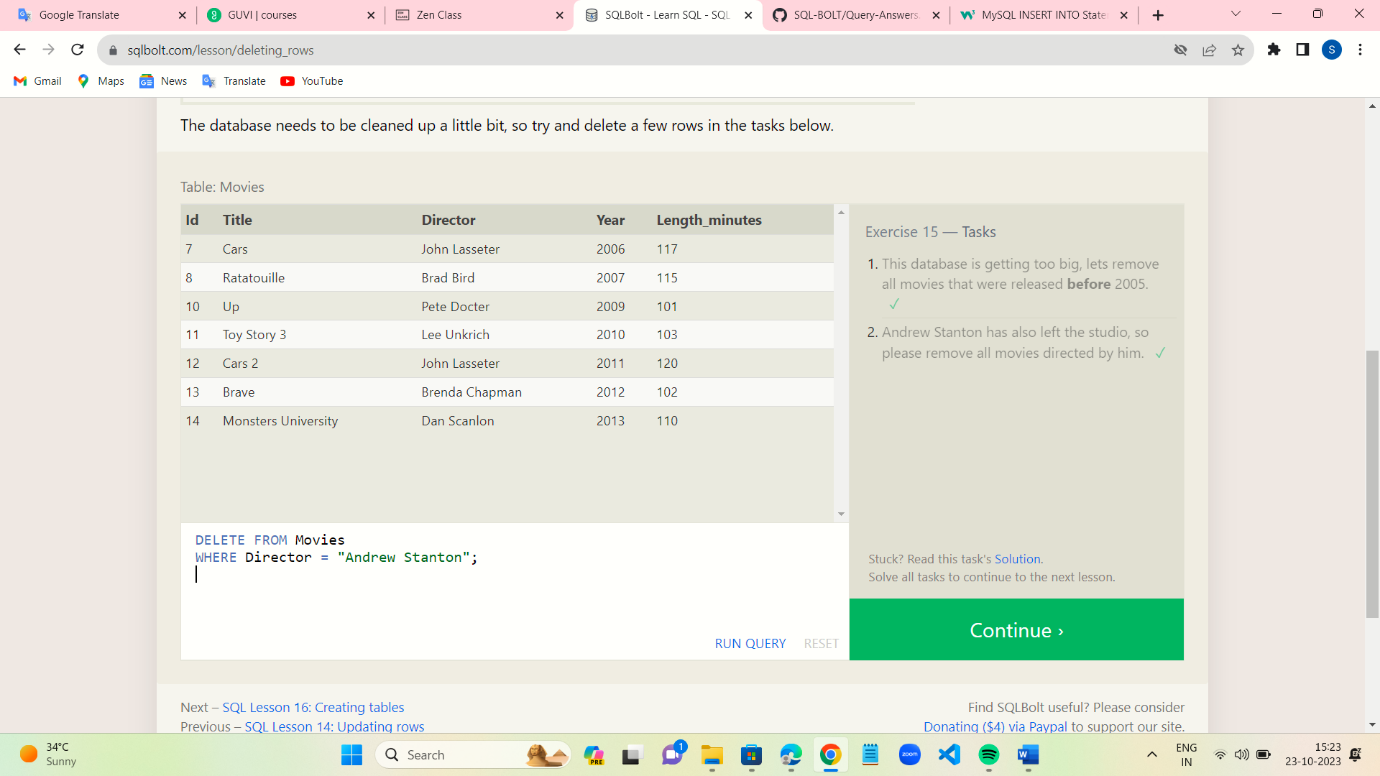 Google Translate
GUVI | courses
Zen Class
SQLBolt - Learn SQL - SQL
SQL-BOLT/Query-Answers.
MySQL INSERT INTO State
sqlbolt.com/lesson/deleting_rows
S
Gmail
Maps
News
Translate
YouTube
The database needs to be cleaned up a little bit, so try and delete a few rows in the tasks below.
Table: Movies
Id Title Director Year Length_minutes
7 Cars John Lasseter 2006 117
8 Ratatouille Brad Bird 2007 115
10 Up Pete Docter 2009 101
11 Toy Story 3 Lee Unkrich 2010 103
12 Cars 2 John Lasseter 2011 120
13 Brave Brenda Chapman 2012 102
14 Monsters University Dan Scanlon 2013 110
Exercise 15 — Tasks
1. This database is getting too big, lets remove
all movies that were released before 2005.
✓
2. Andrew Stanton has also left the studio, so
please remove all movies directed by him. ✓
DELETE FROM Movies
WHERE Director = "Andrew Stanton";
RUN QUERY RESET
Stuck? Read this task's Solution.
Solve all tasks to continue to the next lesson.
Continue ›
Next – SQL Lesson 16: Creating tables
Previous – SQL Lesson 14: Updating rows
Find SQLBolt useful? Please consider
Donating ($4) via Paypal to support our site.
34°C
Sunny
Search
PRE
1
zoom
W
ENG
IN
15:23
23-10-2023